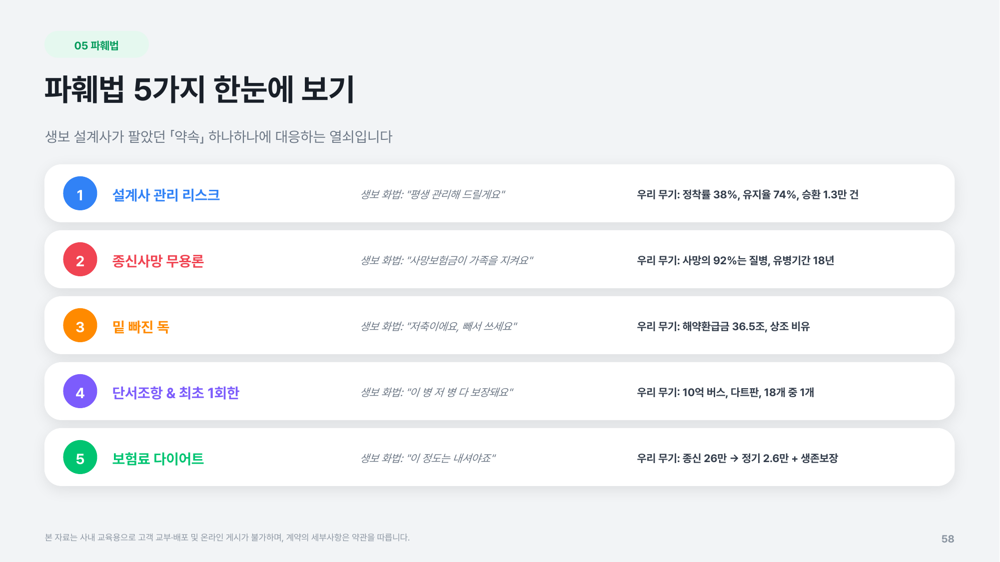 05 파훼법
파훼법 5가지 한눈에 보기
생보 설계사가 팔았던 「약속」 하나하나에 대응하는 열쇠입니다
1 설계사 관리 리스크 생보 화법: "평생 관리해 드릴게요" 우리 무기: 정착률 38%, 유지율 74%, 승환 1.3만 건
2 종신사망 무용론 생보 화법: "사망보험금이 가족을 지켜요" 우리 무기: 사망의 92%는 질병, 유병기간 18년
3 밑 빠진 독 생보 화법: "저축이에요, 빼서 쓰세요" 우리 무기: 해약환급금 36.5조, 상조 비유
4 단서조항 & 최초 1회한 생보 화법: "이 병 저 병 다 보장돼요" 우리 무기: 10억 버스, 다트판, 18개 중 1개
5 보험료 다이어트 생보 화법: "이 정도는 내셔야죠" 우리 무기: 종신 26만 → 정기 2.6만 + 생존보장
본 자료는 사내 교육용으로 고객 교부·배포 및 온라인 게시가 불가하며, 계약의 세부사항은 약관을 따릅니다.
58